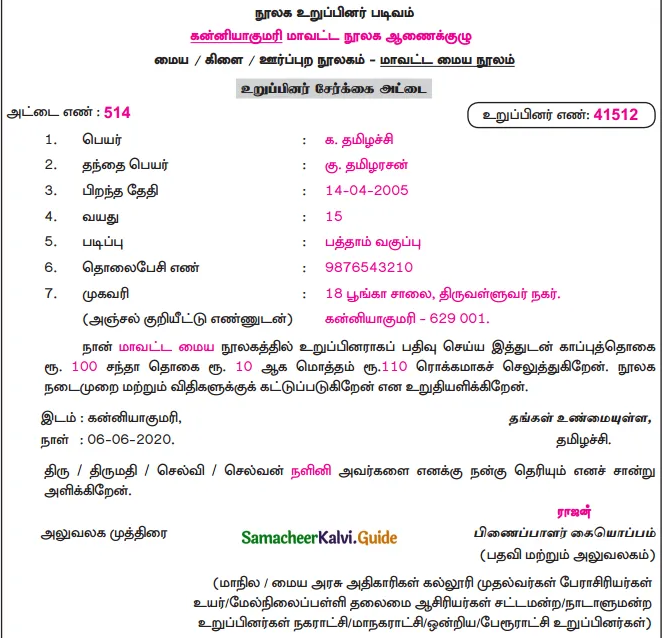 நூலக உறுப்பினர் படிவம்
கன்னியாகுமரி மாவட்ட நூலக ஆணைக்குழு
மைய / கிளை / ஊர்ப்புற நூலகம் - மாவட்ட மைய நூலம்
உறுப்பினர் சேர்க்கை அட்டை
அட்டை எண் : 514 உறுப்பினர் எண்: 41512
1. பெயர் : க. தமிழச்சி
2. தந்தை பெயர் : கு. தமிழரசன்
3. பிறந்த தேதி : 14-04-2005
4. வயது : 15
5. படிப்பு : பத்தாம் வகுப்பு
6. தொலைபேசி எண் : 9876543210
7. முகவரி : 18 பூங்கா சாலை, திருவள்ளுவர் நகர்.
(அஞ்சல் குறியீட்டு எண்ணுடன்) கன்னியாகுமரி - 629 001.
நான் மாவட்ட மைய நூலகத்தில் உறுப்பினராகப் பதிவு செய்ய இத்துடன் காப்புத்தொகை
ரூ. 100 சந்தா தொகை ரூ. 10 ஆக மொத்தம் ரூ.110 ரொக்கமாகச் செலுத்துகிறேன். நூலக
நடைமுறை மற்றும் விதிகளுக்குக் கட்டுப்படுகிறேன் என உறுதியளிக்கிறேன்.
இடம் : கன்னியாகுமரி, தங்கள் உண்மையுள்ள,
நாள் : 06-06-2020. தமிழச்சி.
திரு / திருமதி / செல்வி / செல்வன் நளினி அவர்களை எனக்கு நன்கு தெரியும் எனச் சான்று
அளிக்கிறேன்.
ராஜன்
அலுவலக முத்திரை SamacheerKalvi.Guide பிணைப்பாளர் கையொப்பம்
(பதவி மற்றும் அலுவலகம்)
(மாநில / மைய அரசு அதிகாரிகள் கல்லூரி முதல்வர்கள் பேராசிரியர்கள்
உயர்/மேல்நிலைப்பள்ளி தலைமை ஆசிரியர்கள் சட்டமன்ற/நாடாளுமன்ற
உறுப்பினர்கள் நகராட்சி/மாநகராட்சி/ஒன்றிய/பேரூராட்சி உறுப்பினர்கள்)